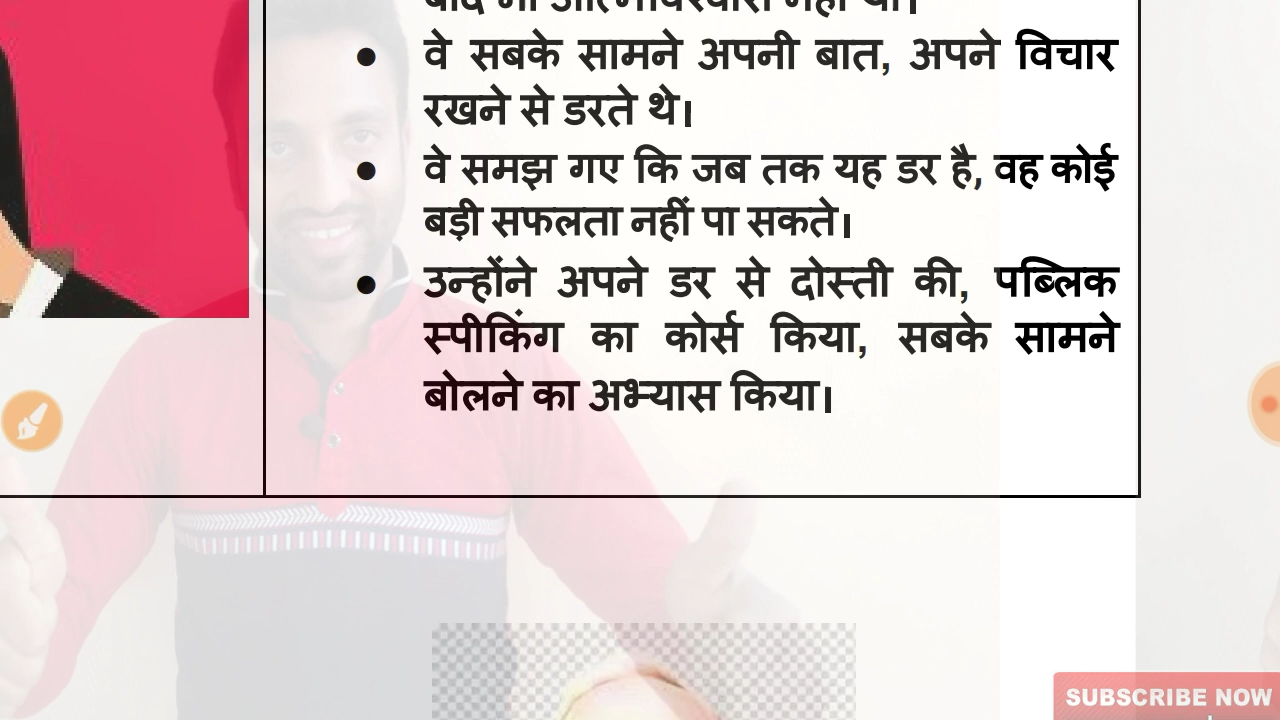 वे सबके सामने अपनी बात, अपने विचार
रखने से डरते थे।
वे समझ गए कि जब तक यह डर है, वह कोई
बड़ी सफलता नहीं पा सकते।
उन्होंने अपने डर से दोस्ती की, पब्लिक
स्पीकिंग का कोर्स किया, सबके सामने
बोलने का अभ्यास किया।
SUBSCRIBE NOW